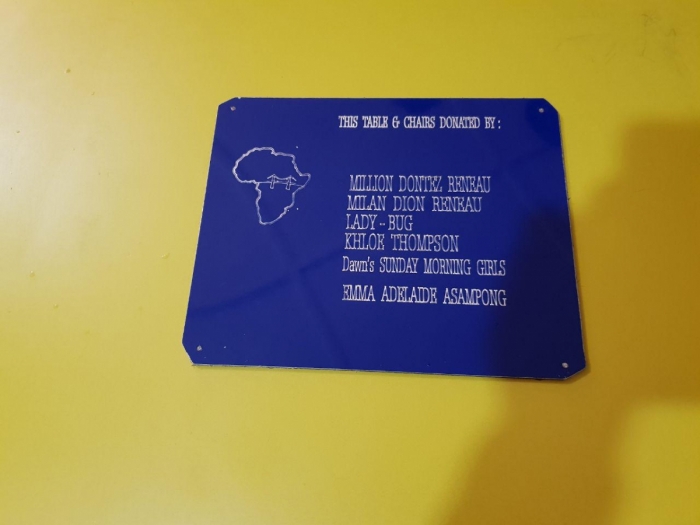 THIS TABLE & CHAIRS DONATED BY :
MILLION DONTEZ RENEAU
MILAN DION RENEAU
LADY - BUG
KHLOE THOMPSON
Dawn's SUNDAY MORNING GIRLS
EMMA ADELAIDE ASAMPONG